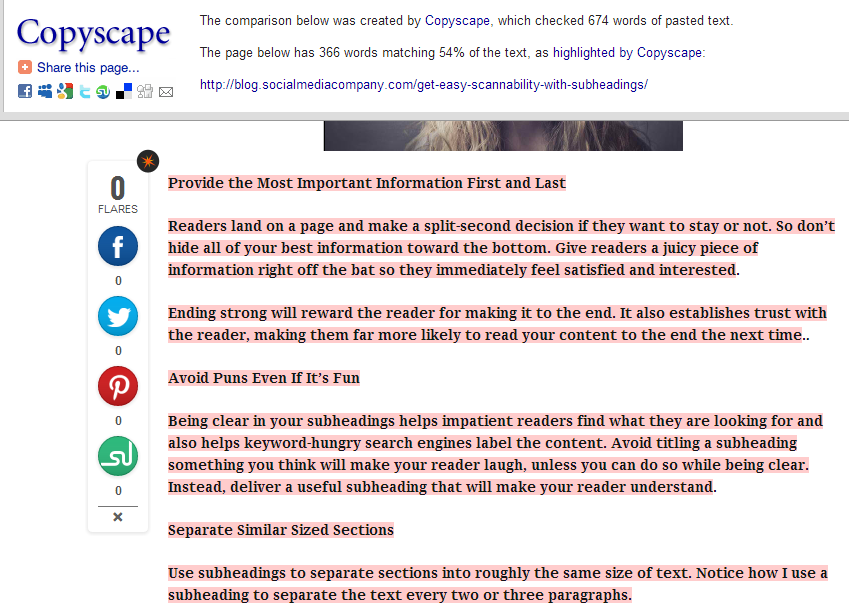 Copyscape
The comparison below was created by Copyscape, which checked 674 words of pasted text.
The page below has 366 words matching 54% of the text, as highlighted by Copyscape:
Share this page...
http://blog.socialmediacompany.com/get-easy-scannability-with-subheadings/
0
FLARES
0
0
0
0
Provide the Most Important Information First and Last
Readers land on a page and make a split-second decision if they want to stay or not. So don’t
hide all of your best information toward the bottom. Give readers a juicy piece of
information right off the bat so they immediately feel satisfied and interested.
Ending strong will reward the reader for making it to the end. It also establishes trust with
the reader, making them far more likely to read your content to the end the next time..
Avoid Puns Even If It’s Fun
Being clear in your subheadings helps impatient readers find what they are looking for and
also helps keyword-hungry search engines label the content. Avoid titling a subheading
something you think will make your reader laugh, unless you can do so while being clear.
Instead, deliver a useful subheading that will make your reader understand.
Separate Similar Sized Sections
Use subheadings to separate sections into roughly the same size of text. Notice how I use a
subheading to separate the text every two or three paragraphs.